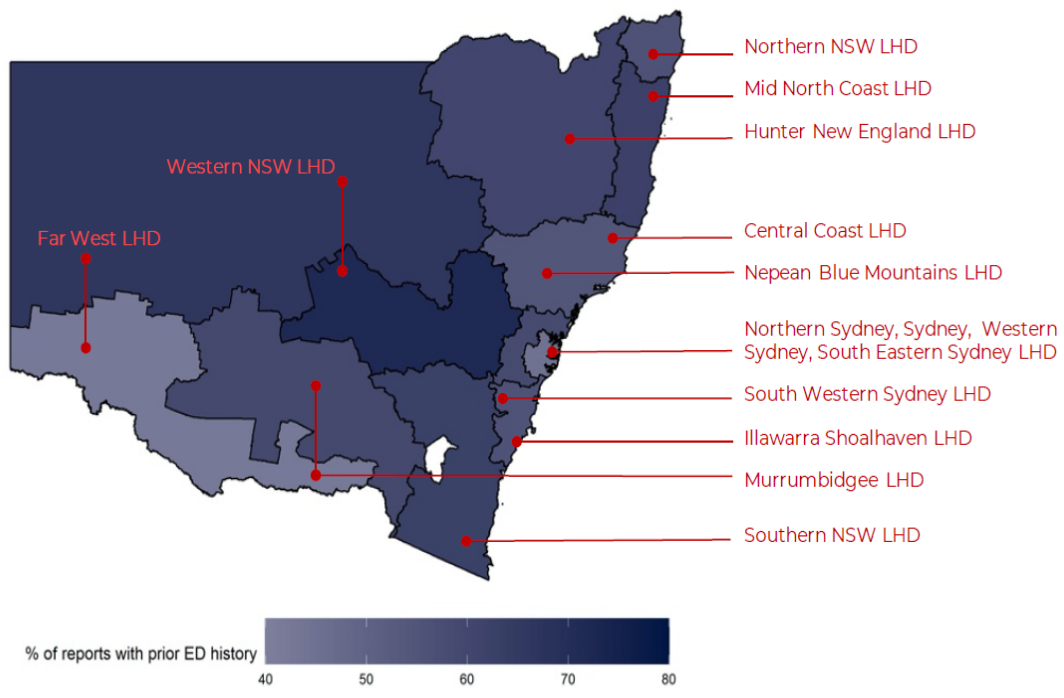 Northern NSW LHD
Mid North Coast LHD
Hunter New England LHD
Western NSW LHD
Far West LHD
Central Coast LHD
Nepean Blue Mountains LHD
Northern Sydney, Sydney, Western
Sydney, South Eastern Sydney LHD
South Western Sydney LHD
Illawarra Shoalhaven LHD
Murrumbidgee LHD
Southern NSW LHD
% of reports with prior ED history
40 50 60 70 80